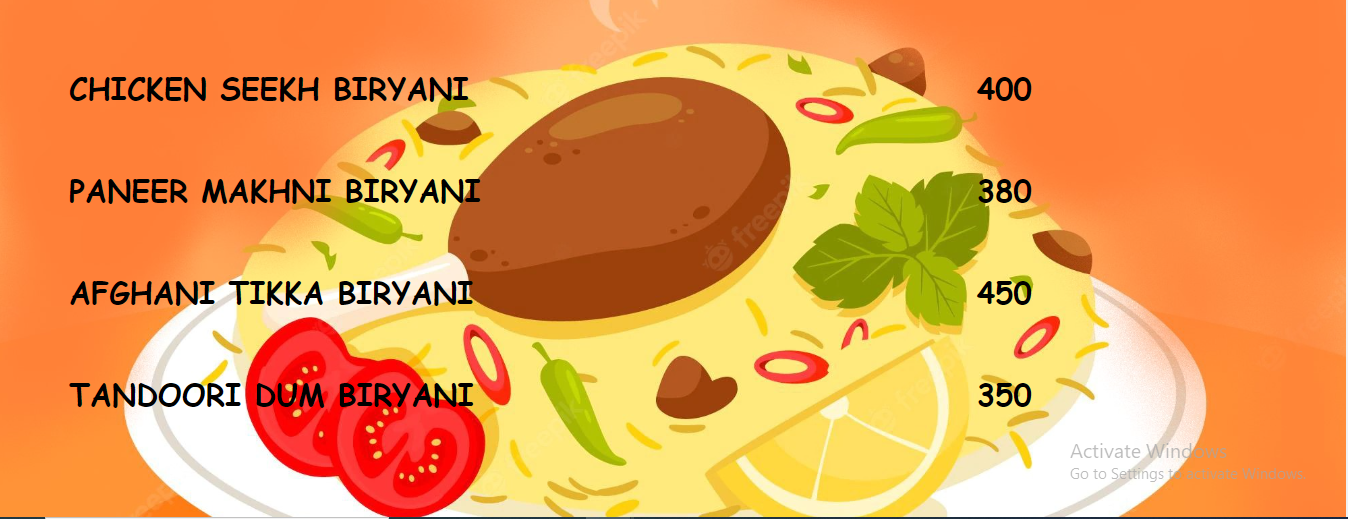 CHICKEN SEEKH BIRYANI 400
PANEER MAKHNI BIRYANI 380
AFGHANI TIKKA BIRYANI 450
TANDOORI DUM BIRYANI 350
Activate Windows
Go to Settings to activate Windows.
freepik